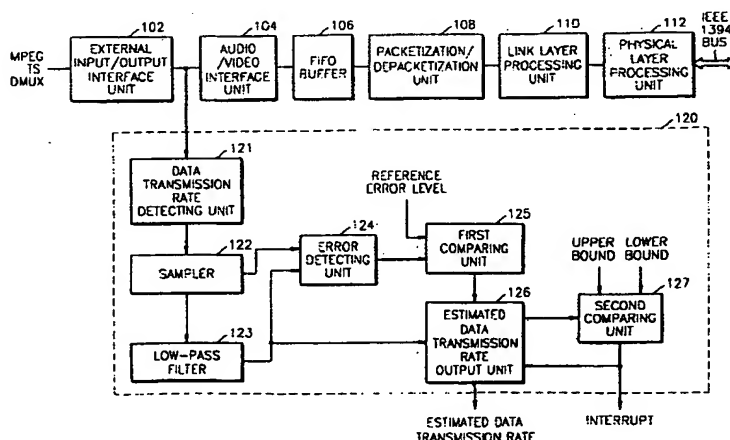 MPEG
TS
DMUX
102
EXTERNAL
INPUT/OUTPUT
INTERFACE
UNIT
104
AUDIO
/VIDEO
INTERFACE
UNIT
106
FIFO
BUFFER
108
PACKETIZATION/
DEPACKETIZATION
UNIT
110
LINK LAYER
PROCESSING
UNIT
112
PHYSICAL
LAYER
PROCESSING
UNIT
IEEE
1394
BUS
120
121
DATA
TRANSMISSION
RATE
DETECTING UNIT
122
SAMPLER
123
LOW-PASS
FILTER
124
ERROR
DETECTING
UNIT
REFERENCE
ERROR LEVEL
125
FIRST
COMPARING
UNIT
126
ESTIMATED
DATA
TRANSMISSION
RATE
OUTPUT UNIT
UPPER
BOUND
LOWER
BOUND
127
SECOND
COMPARING
UNIT
ESTIMATED DATA
TRANSMISSION RATE
INTERRUPT